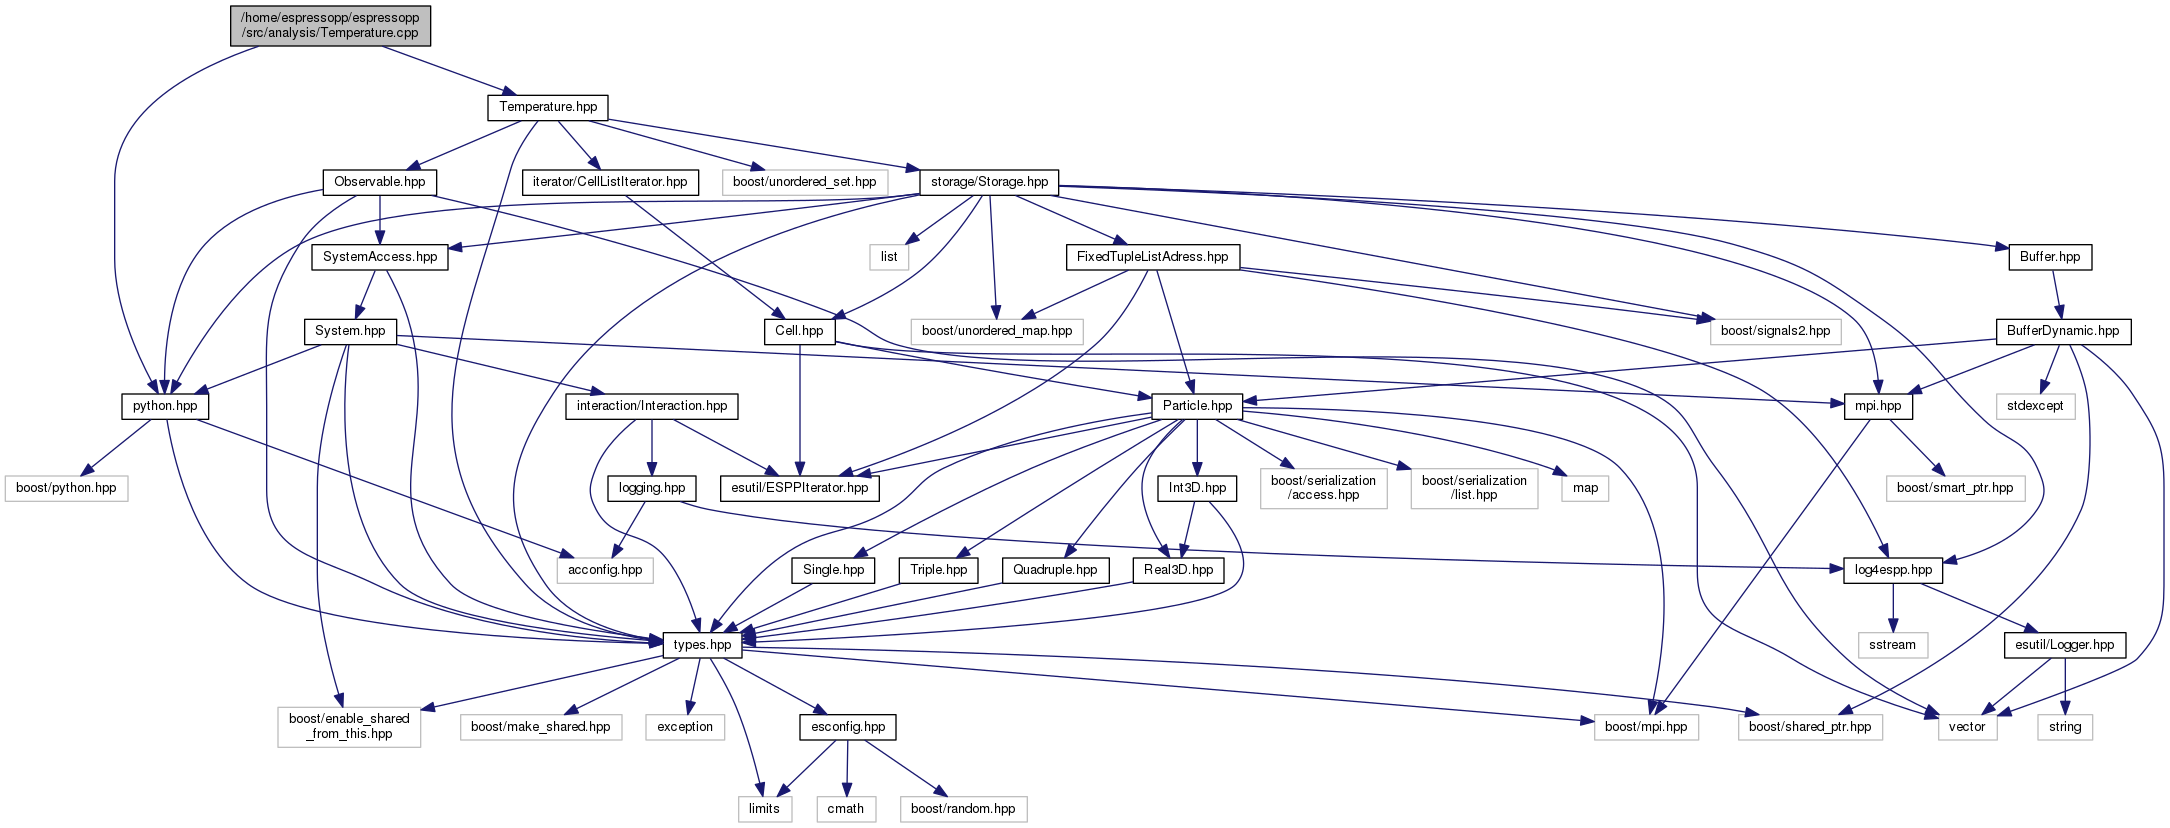 /home/espressopp/espressopp
/src/analysis/Temperature.cpp
Temperature.hpp
Observable.hpp
iterator/CellListIterator.hpp
boost/unordered_set.hpp
storage/Storage.hpp
SystemAccess.hpp
list
FixedTupleListAdress.hpp
Buffer.hpp
System.hpp
Cell.hpp
boost/unordered_map.hpp
boost/signals2.hpp
BufferDynamic.hpp
python.hpp
interaction/Interaction.hpp
Particle.hpp
mpi.hpp
stdexcept
boost/python.hpp
logging.hpp
esutil/ESPPIterator.hpp
Int3D.hpp
boost/serialization
/access.hpp
boost/serialization
/list.hpp
map
boost/smart_ptr.hpp
acconfig.hpp
Single.hpp
Triple.hpp
Quadruple.hpp
Real3D.hpp
log4espp.hpp
types.hpp
sstream
esutil/Logger.hpp
boost/enable_shared
_from_this.hpp
boost/make_shared.hpp
exception
esconfig.hpp
boost/mpi.hpp
boost/shared_ptr.hpp
vector
string
limits
cmath
boost/random.hpp